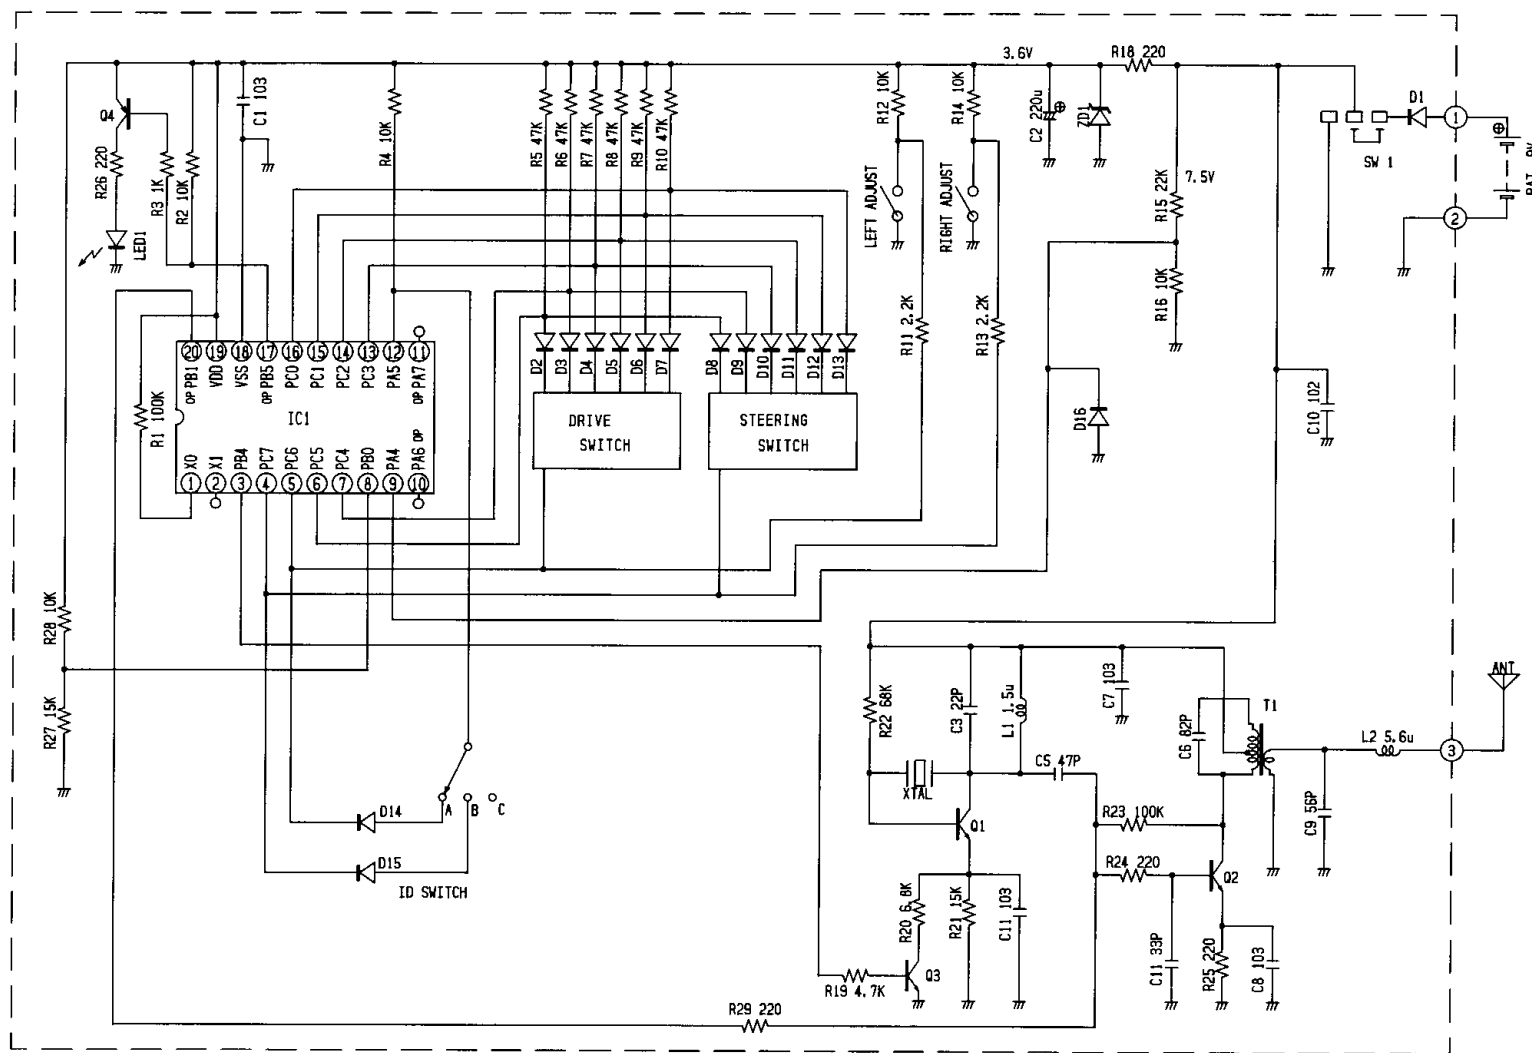 3.6V
R18 220
Q4
C1 103
R4 10K
R5 47K
R6 47K
R7 47K
R8 47K
R9 47K
R10 47K
R12 10K
R14 10K
C2 220u
ZD1
D1
1
SW 1
BAT 9V
2
R26 220
R3 1K
R2 10K
LED1
LEFT ADJUST
RIGHT ADJUST
R15 22K
7.5V
R16 10K
R11 2.2K
R13 2.2K
20 19 18 17 16 15 14 13 12 11
OP PB1 VDD VSS OP PB5 PC0 PC1 PC2 PC3 PA5 OP PA7
R1 100K
IC1
X0 X1 PB4 PC7 PC6 PC5 PC4 PB0 PA4 PA6 OP
1 2 3 4 5 6 7 8 9 10
D2 D3 D4 D5 D6 D7
D8 D9 D10 D11 D12 D13
DRIVE
SWITCH
STEERING
SWITCH
D16
C10 102
R28 10K
R27 15K
R22 68K
C3 22P
L1 1.5u
C7 103
C6 82P
T1
ANT
L2 5.6u
3
XTAL
C5 47P
C9 56P
A B C
D14
D15
ID SWITCH
Q1
R23 100K
R24 220
Q2
R20 6.8K
R21 15K
C11 103
C11 33P
R25 220
C8 103
R19 4.7K
Q3
R29 220